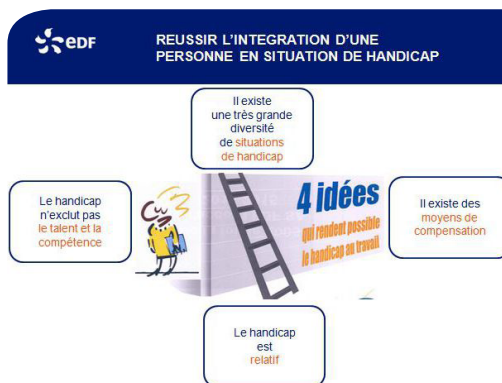 edF
REUSSIR L'INTEGRATION D'UNE
PERSONNE EN SITUATION DE HANDICAP
Il existe
une très grande
diversité
de situations
de handicap
Le handicap
n'exclut pas
le talent et la
compétence
4 idées
qui rendent possible
le handicap au travail
Il existe des
moyens de
compensation
Le handicap
est
relatif